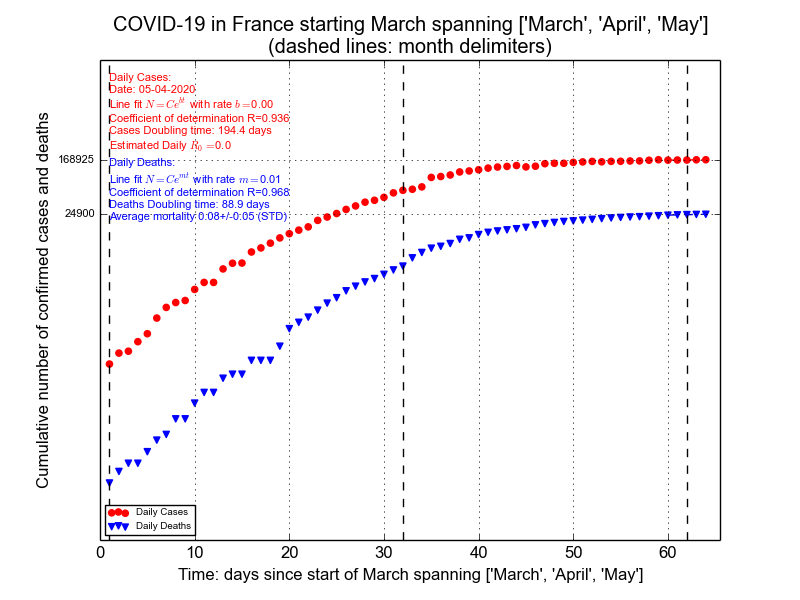 COVID-19 in France starting March spanning ['March', 'April', 'May']
(dashed lines: month delimiters)
Daily Cases:
Date: 05-04-2020
Line fit N = Ce^{bt} with rate b = 0.00
Coefficient of determination R=0.936
Cases Doubling time: 194.4 days
Estimated Daily R_0 = 0.0
Daily Deaths:
Line fit N = Ce^{mt} with rate m = 0.01
Coefficient of determination R=0.968
Deaths Doubling time: 88.9 days
Average mortality 0.08+/-0.05 (STD)
168925
24900
Cumulative number of confirmed cases and deaths
Daily Cases
Daily Deaths
0 10 20 30 40 50 60
Time: days since start of March spanning ['March', 'April', 'May']